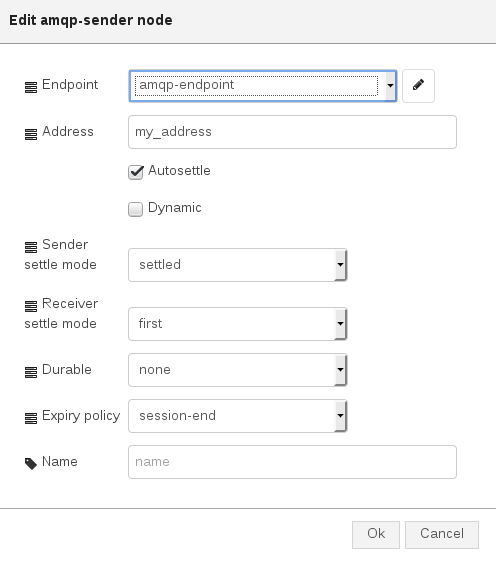 Edit amqp-sender node
Endpoint amqp-endpoint
Address my_address
Autosettle
Dynamic
Sender
settle mode settled
Receiver
settle mode first
Durable none
Expiry policy session-end
Name name
Ok Cancel